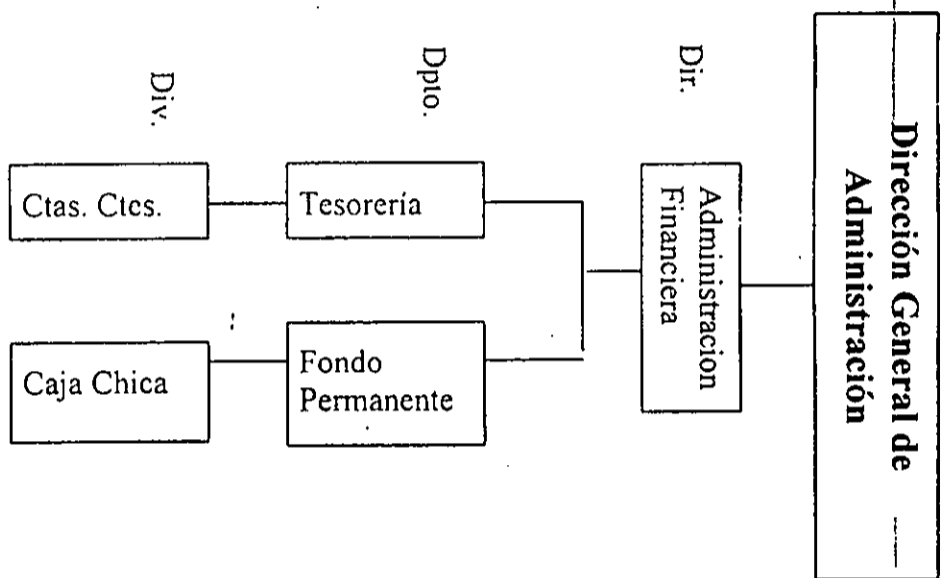 Dirección General de
Administración
Dir.
Administracion
Financiera
Dpto.
Tesorería
Fondo
Permanente
Div.
Ctas. Ctes.
Caja Chica